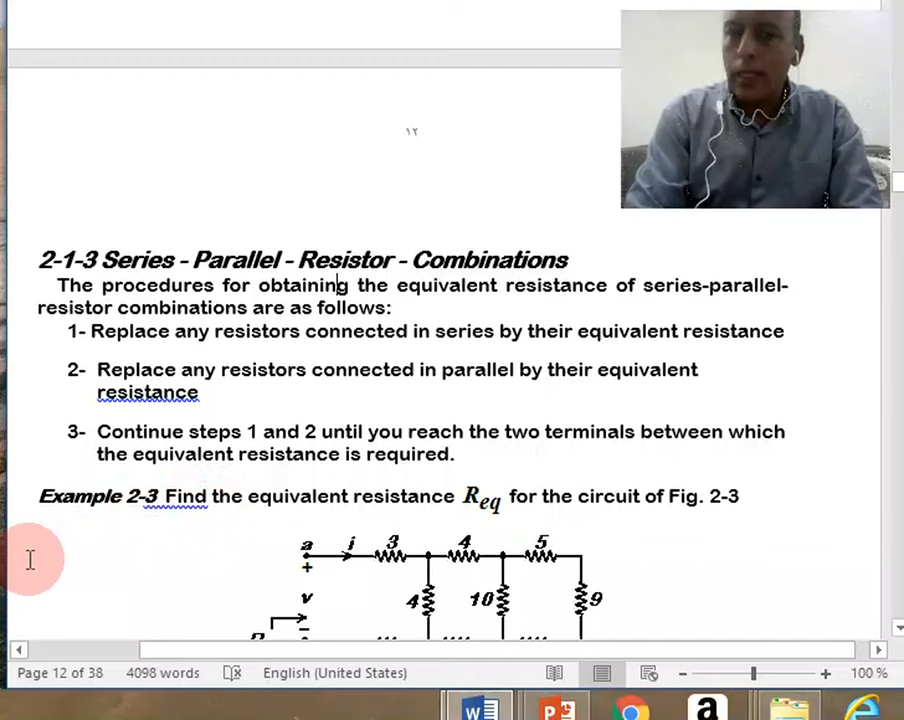 ١٢
2-1-3 Series - Parallel - Resistor - Combinations
The procedures for obtaining the equivalent resistance of series-parallel-
resistor combinations are as follows:
1- Replace any resistors connected in series by their equivalent resistance
2- Replace any resistors connected in parallel by their equivalent
resistance
3- Continue steps 1 and 2 until you reach the two terminals between which
the equivalent resistance is required.
Example 2-3 Find the equivalent resistance Req for the circuit of Fig. 2-3
a i 3 4 5
+
v 4 10 9
−
Page 12 of 38 4098 words English (United States) 100 %
W P a e